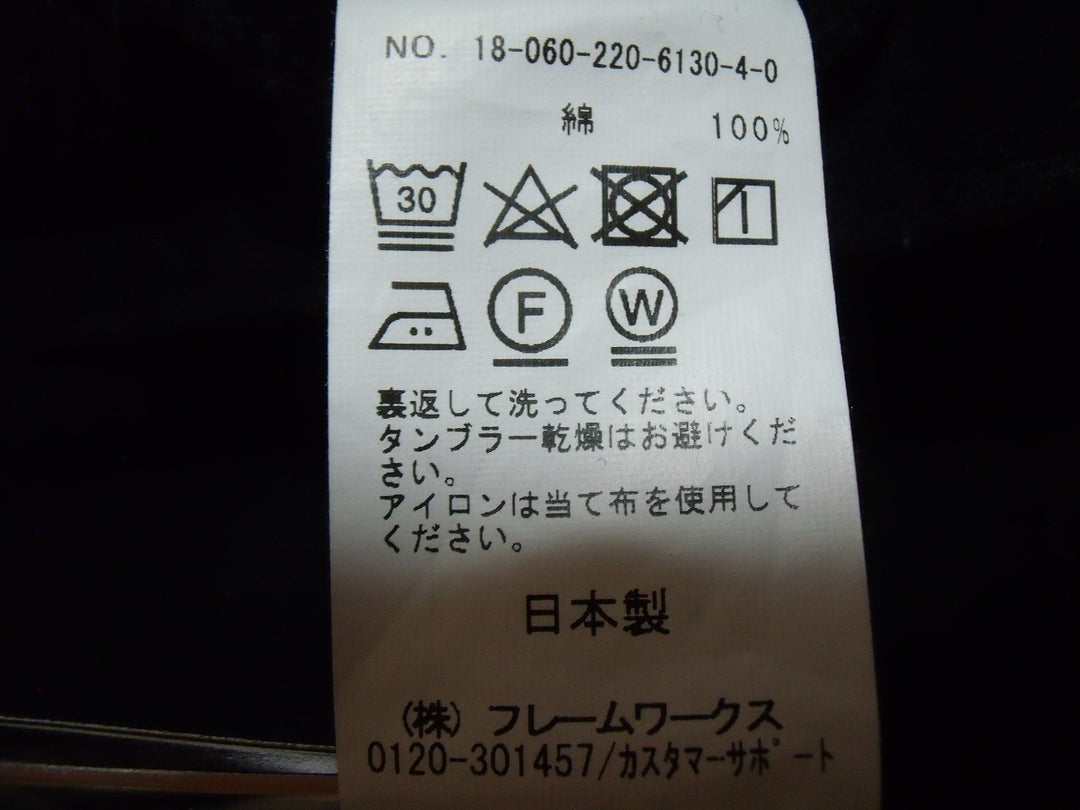 NO. 18-060-220-6130-4-0
綿 100%
30
F W
裏返して洗ってください。
タンブラー乾燥はお避けくだ
さい。
アイロンは当て布を使用して
ください。
日本製
(株) フレームワークス
0120-301457/カスタマーサポート